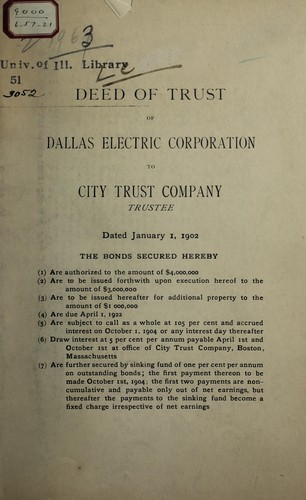 9000
6-57-21
3
Univ. of Ill. Library
51
3052
DEED OF TRUST
OF
DALLAS ELECTRIC CORPORATION
TO
CITY TRUST COMPANY
TRUSTEE
Dated January 1, 1902
THE BONDS SECURED HEREBY
(1) Are authorized to the amount of $4,000,000
(2) Are to be issued forthwith upon execution hereof to the
amount of $3,000,000
(3) Are to be issued hereafter for additional property to the
amount of $1 000,000
(4) Are due April 1, 1922
(5) Are subject to call as a whole at 105 per cent and accrued
interest on October 1, 1904 or any interest day thereafter
(6) Draw interest at 5 per cent per annum payable April 1st and
October 1st at office of City Trust Company, Boston,
Massachusetts
(7) Are further secured by sinking fund of one per cent per annum
on outstanding bonds; the first payment thereon to be
made October 1st, 1904; the first two payments are non-
cumulative and payable only out of net earnings, but
thereafter the payments to the sinking fund become a
fixed charge irrespective of net earnings